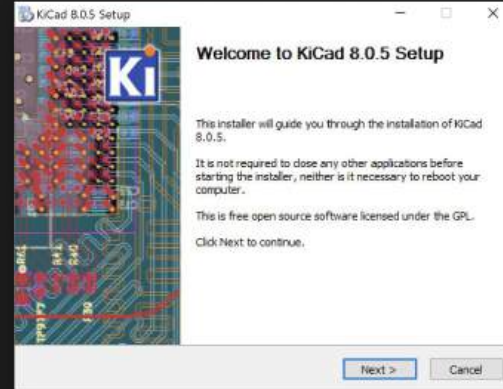 KiCad 8.0.5 Setup
Ki
Welcome to KiCad 8.0.5 Setup
This installer will guide you through the installation of KiCad
8.0.5.
It is not required to close any other applications before
starting the installer, neither is it necessary to reboot your
computer.
This is free open source software licensed under the GPL.
Click Next to continue.
R41
R40
Next >
Cancel